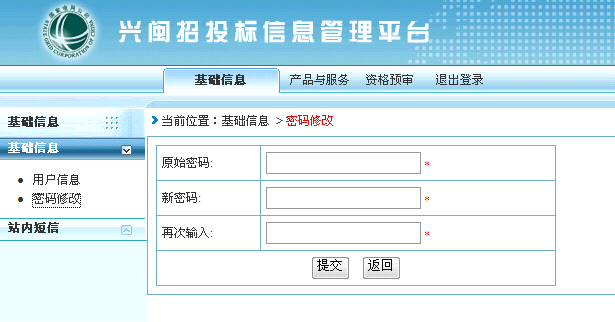 兴闽招投标信息管理平台
基础信息 产品与服务 资格预审 退出登录
基础信息
当前位置：基础信息 > 密码修改
基础信息
用户信息
密码修改
站内短信
原始密码: *
新密码: *
再次输入: *
提交 返回